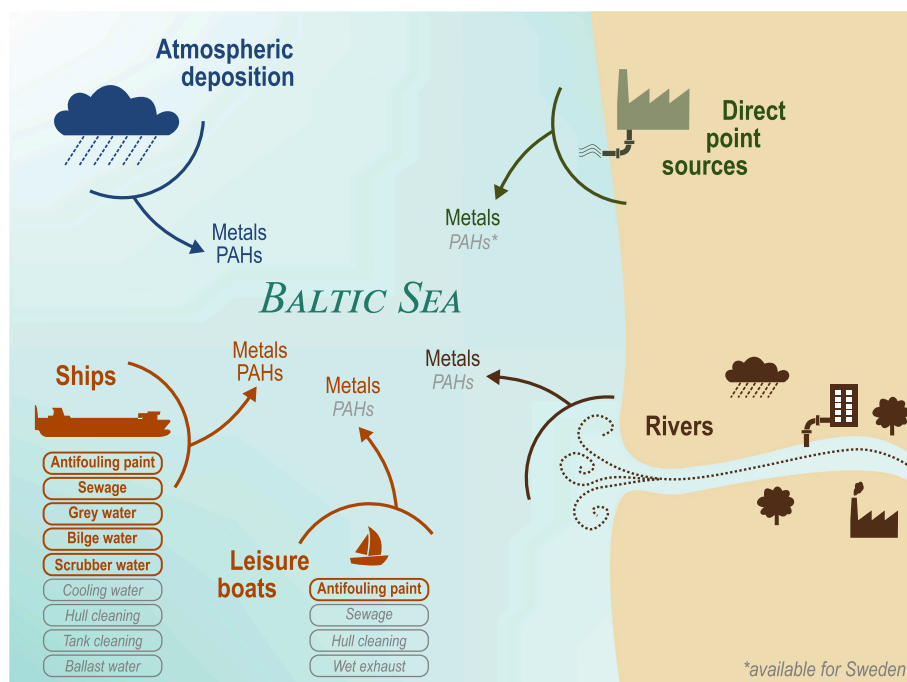 Atmospheric
deposition
Metals
PAHs
Direct
point
sources
Metals
PAHs*
BALTIC SEA
Ships
Metals
PAHs
Antifouling paint
Sewage
Grey water
Bilge water
Scrubber water
Cooling water
Hull cleaning
Tank cleaning
Ballast water
Metals
PAHs
Leisure
boats
Antifouling paint
Sewage
Hull cleaning
Wet exhaust
Metals
PAHs
Rivers
*available for Sweden